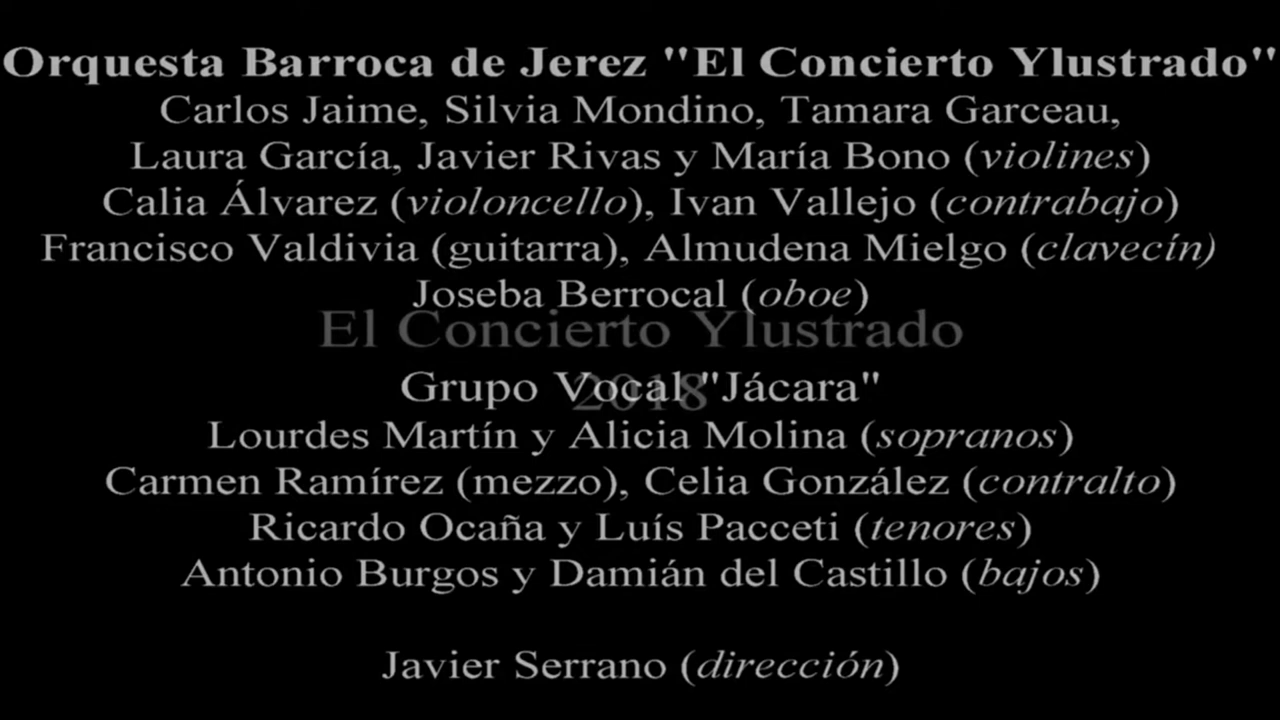 Orquesta Barroca de Jerez "El Concierto Ylustrado"
Carlos Jaime, Silvia Mondino, Tamara Garceau,
Laura García, Javier Rivas y María Bono (violines)
Calia Álvarez (violoncello), Ivan Vallejo (contrabajo)
Francisco Valdivia (guitarra), Almudena Mielgo (clavecín)
Joseba Berrocal (oboe)
El Concierto Ylustrado
Grupo Vocal "Jácara"
2018
Lourdes Martín y Alicia Molina (sopranos)
Carmen Ramírez (mezzo), Celia González (contralto)
Ricardo Ocaña y Luís Pacceti (tenores)
Antonio Burgos y Damián del Castillo (bajos)
Javier Serrano (dirección)